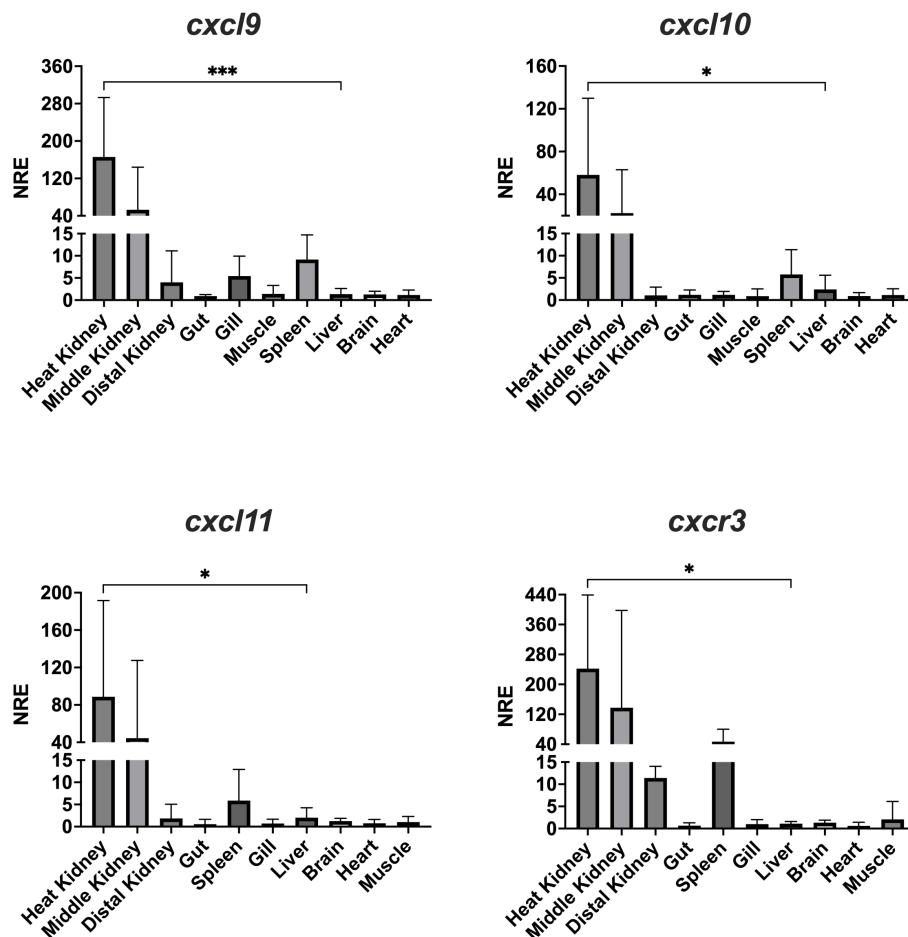 cxcl9
***
360
280
200
120
40
15
10
5
0
NRE
Heat Kidney
Middle Kidney
Distal Kidney
Gut
Gill
Muscle
Spleen
Liver
Brain
Heart
cxcl10
*
160
120
80
40
15
10
5
0
NRE
Heat Kidney
Middle Kidney
Distal Kidney
Gut
Gill
Muscle
Spleen
Liver
Brain
Heart
cxcl11
*
200
160
120
80
40
15
10
5
0
NRE
Heat Kidney
Middle Kidney
Distal Kidney
Gut
Spleen
Gill
Liver
Brain
Heart
Muscle
cxcr3
*
440
360
280
200
120
40
15
10
5
0
NRE
Heat Kidney
Middle Kidney
Distal Kidney
Gut
Spleen
Gill
Liver
Brain
Heart
Muscle